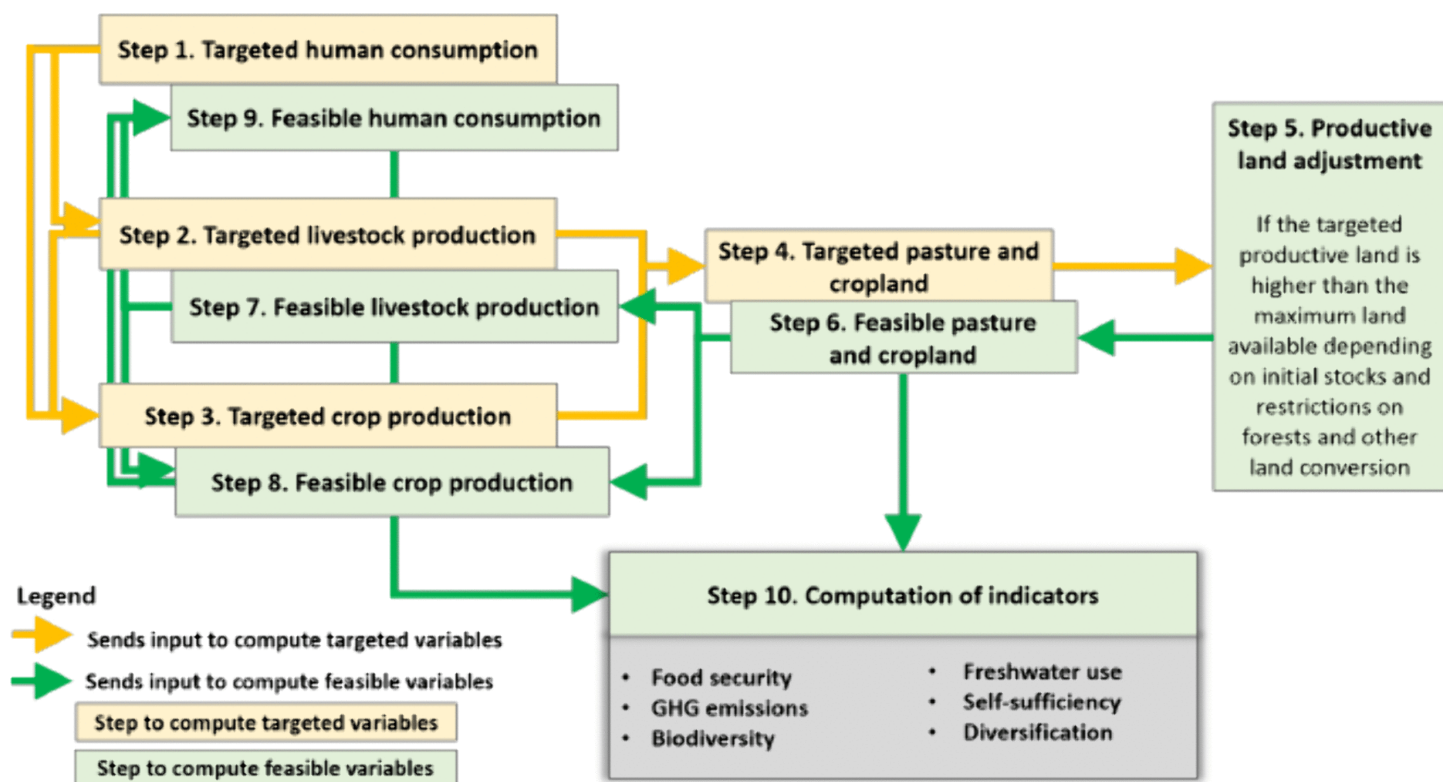 Step 1. Targeted human consumption
Step 9. Feasible human consumption
Step 2. Targeted livestock production
Step 7. Feasible livestock production
Step 3. Targeted crop production
Step 8. Feasible crop production
Step 4. Targeted pasture and
cropland
Step 6. Feasible pasture
and cropland
Step 5. Productive
land adjustment
If the targeted
productive land is
higher than the
maximum land
available depending
on initial stocks and
restrictions on
forests and other
land conversion
Step 10. Computation of indicators
• Food security
• GHG emissions
• Biodiversity
• Freshwater use
• Self-sufficiency
• Diversification
Legend
Sends input to compute targeted variables
Sends input to compute feasible variables
Step to compute targeted variables
Step to compute feasible variables